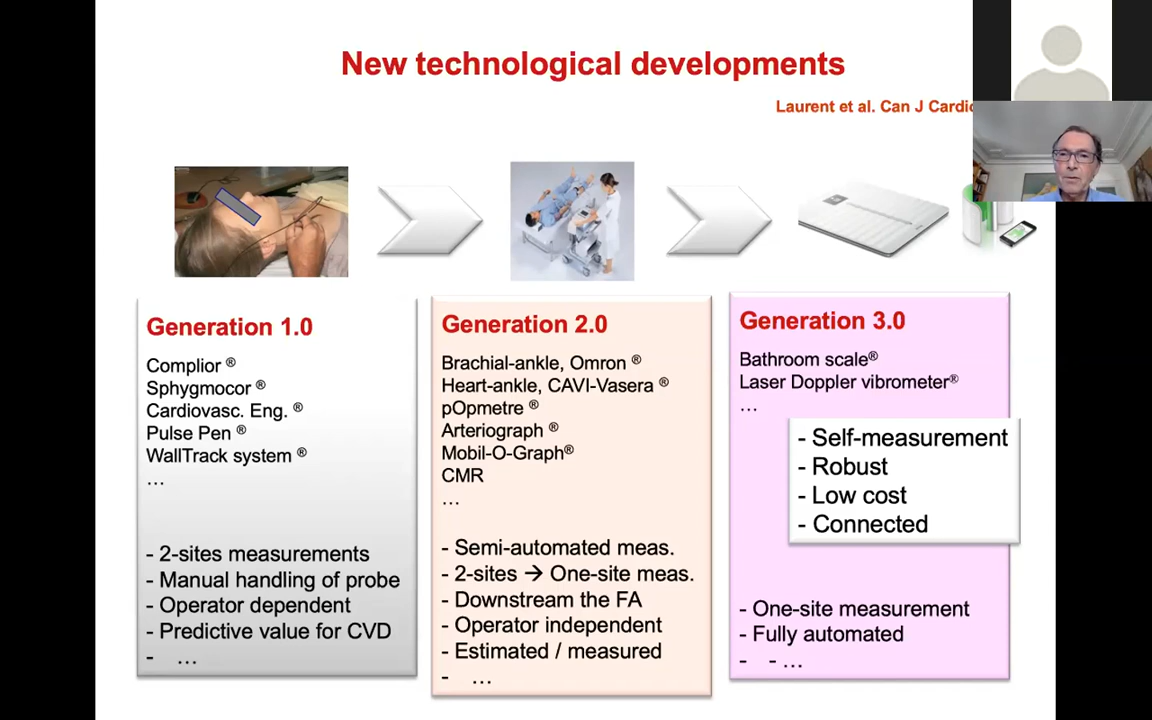 New technological developments
Laurent et al. Can J
Generation 1.0
Complior ®
Sphygmocor ®
Cardiovasc. Eng. ®
Pulse Pen ®
WallTrack system ®
…
- 2-sites measurements
- Manual handling of probe
- Operator dependent
- Predictive value for CVD
- …
Generation 2.0
Brachial-ankle, Omron ®
Heart-ankle, CAVI-Vasera ®
pOpmetre ®
Arteriograph ®
Mobil-O-Graph®
CMR
…
- Semi-automated meas.
- 2-sites → One-site meas.
- Downstream the FA
- Operator independent
- Estimated / measured
- …
Generation 3.0
Bathroom scale®
Laser Doppler vibrometer®
…
- Self-measurement
- Robust
- Low cost
- Connected
- One-site measurement
- Fully automated
- - …